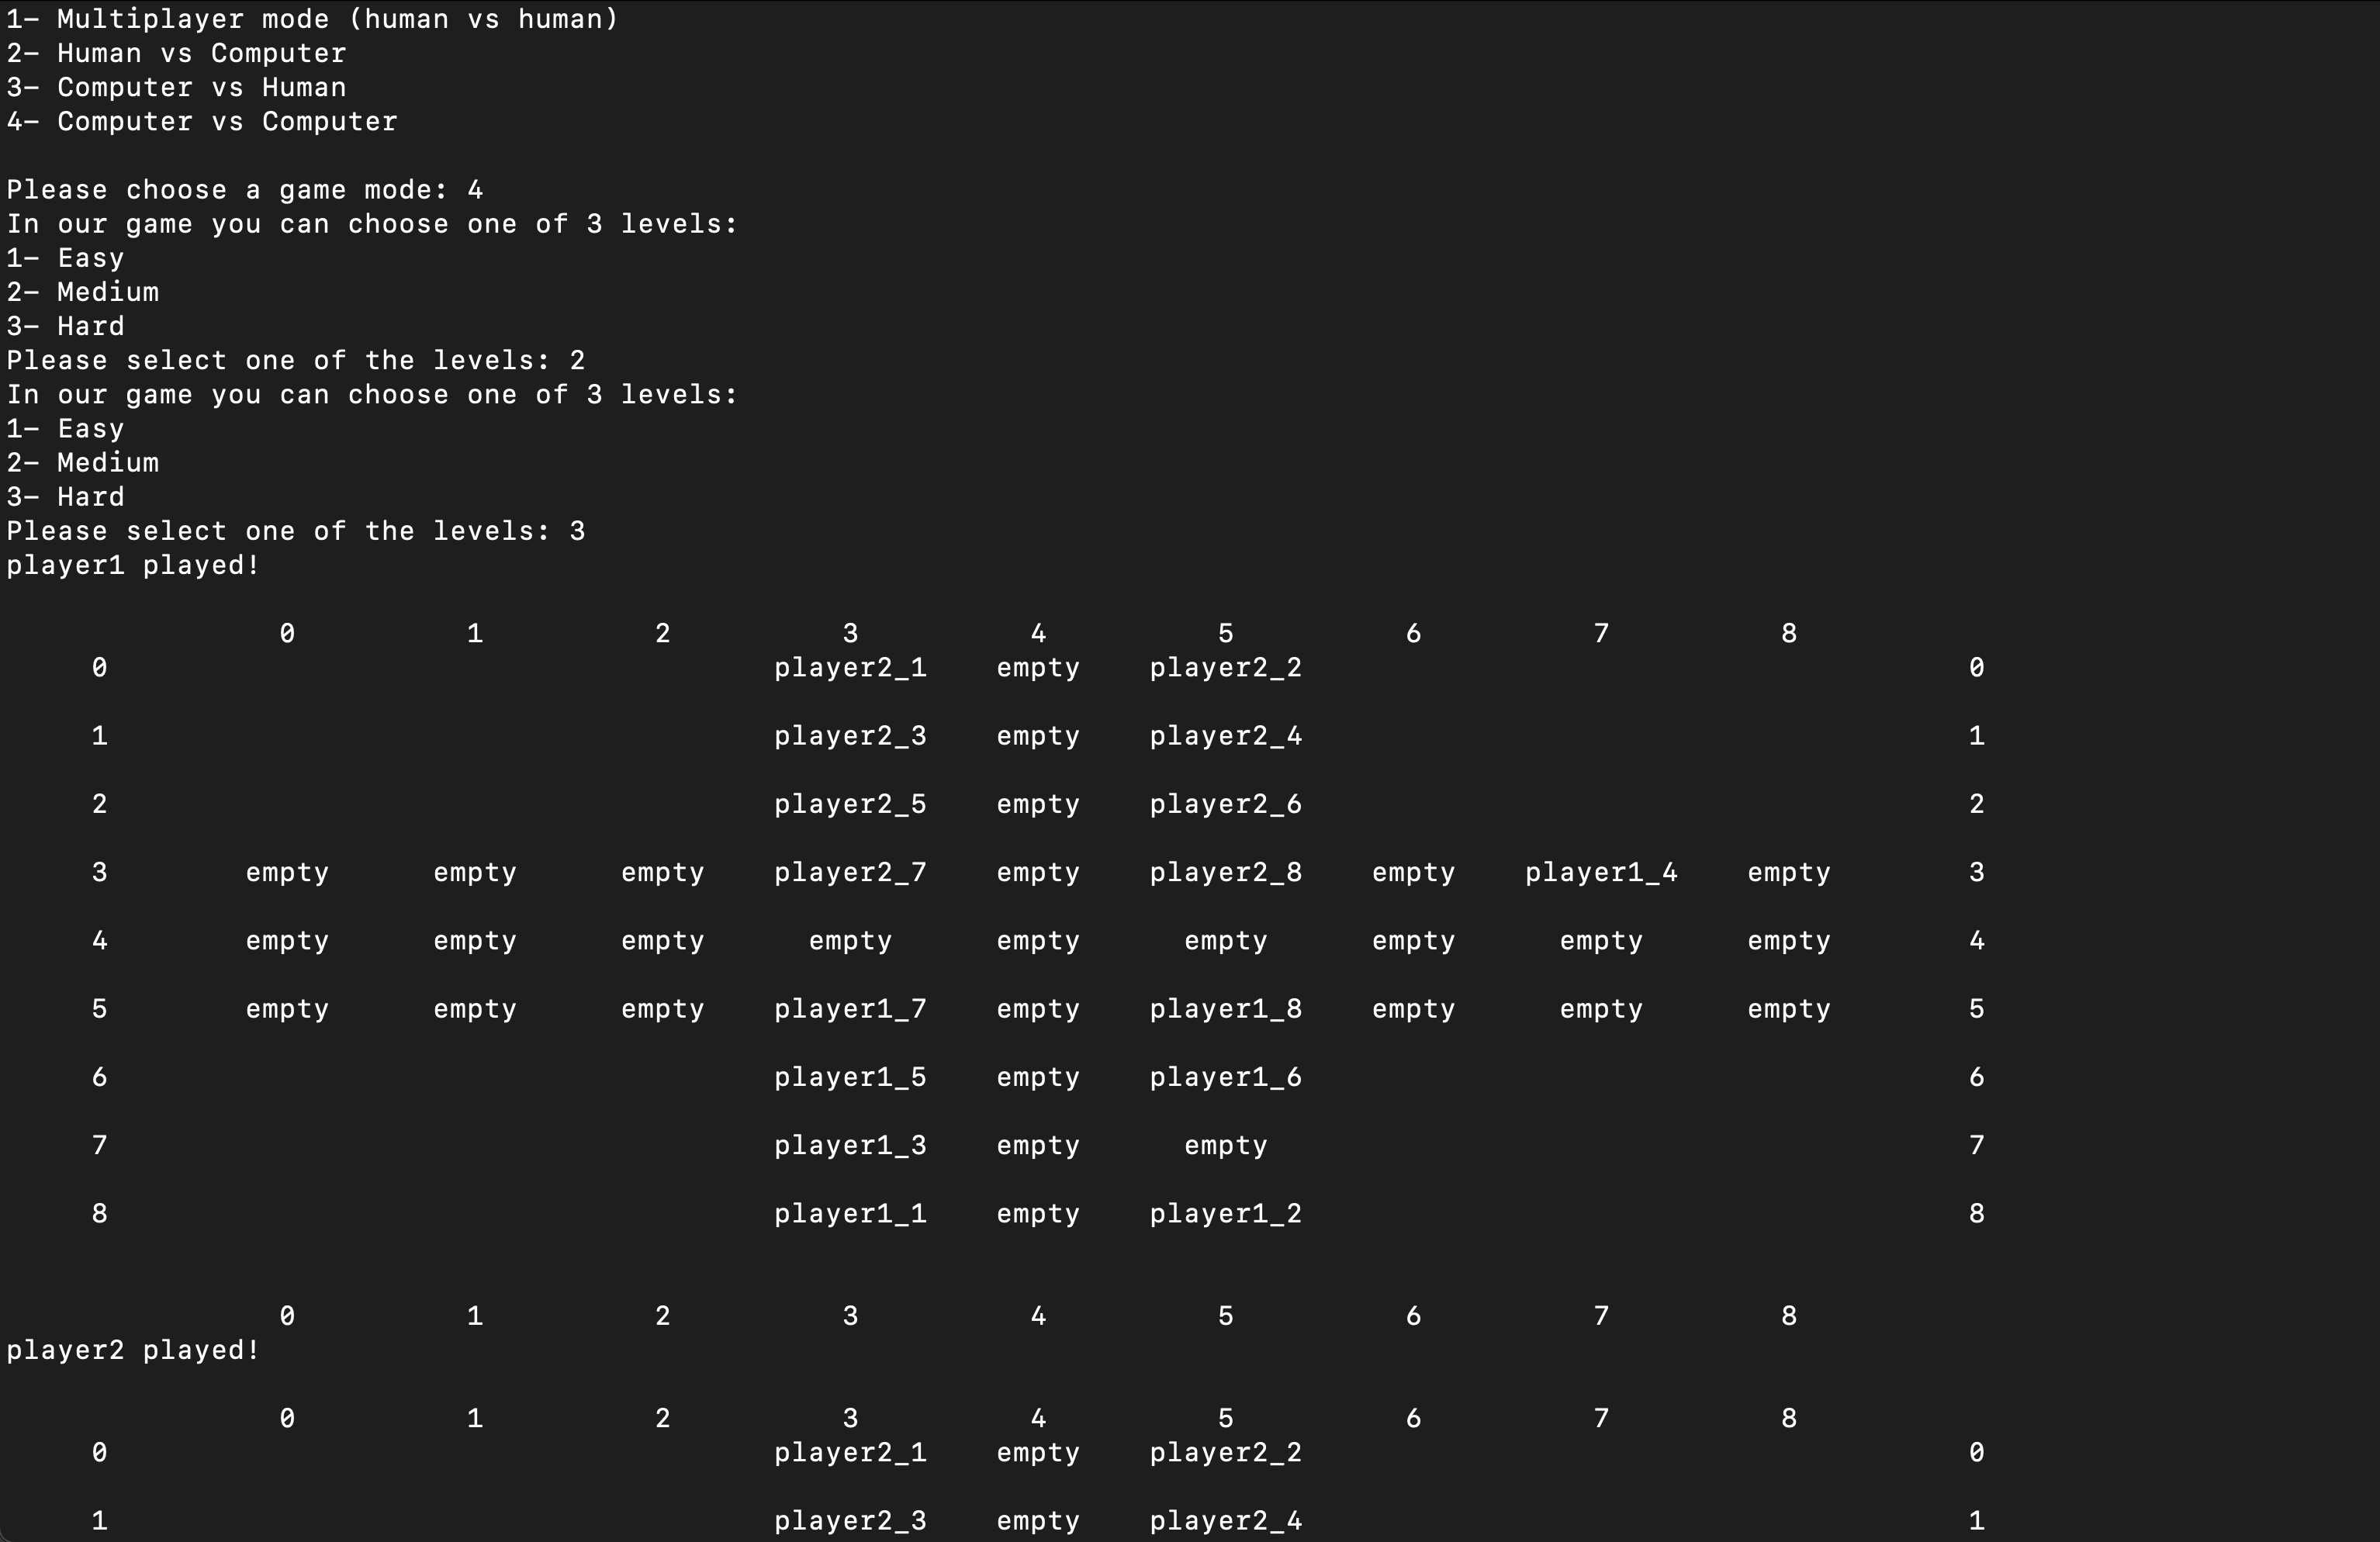 1– Multiplayer mode (human vs human)
2– Human vs Computer
3– Computer vs Human
4– Computer vs Computer
Please choose a game mode: 4
In our game you can choose one of 3 levels:
1– Easy
2– Medium
3– Hard
Please select one of the levels: 2
In our game you can choose one of 3 levels:
1– Easy
2– Medium
3– Hard
Please select one of the levels: 3
player1 played!
0 1 2 3 4 5 6 7 8
0 player2_1 empty player2_2 0
1 player2_3 empty player2_4 1
2 player2_5 empty player2_6 2
3 empty empty empty player2_7 empty player2_8 empty player1_4 empty 3
4 empty empty empty empty empty empty empty empty empty 4
5 empty empty empty player1_7 empty player1_8 empty empty empty 5
6 player1_5 empty player1_6 6
7 player1_3 empty empty 7
8 player1_1 empty player1_2 8
0 1 2 3 4 5 6 7 8
player2 played!
0 1 2 3 4 5 6 7 8
0 player2_1 empty player2_2 0
1 player2_3 empty player2_4 1